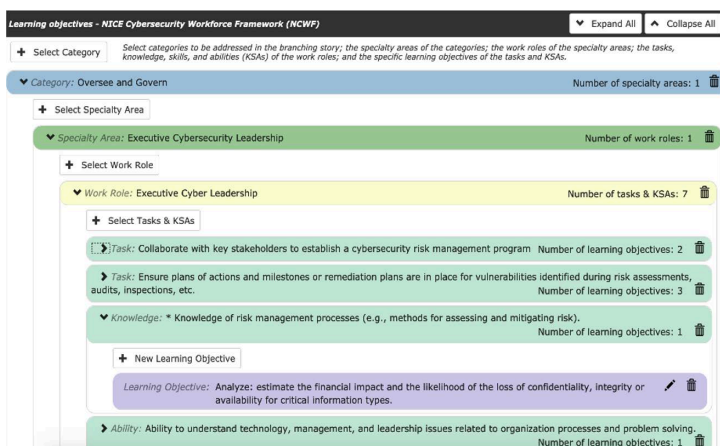 Learning objectives - NICE Cybersecurity Workforce Framework (NCWF)
Expand All
Collapse All
Select Category
Select categories to be addressed in the branching story; the specialty areas of the categories; the work roles of the specialty areas; the tasks,
knowledge, skills, and abilities (KSAs) of the work roles; and the specific learning objectives of the tasks and KSAs.
Category: Oversee and Govern
Number of specialty areas: 1
Select Specialty Area
Specialty Area: Executive Cybersecurity Leadership
Number of work roles: 1
Select Work Role
Work Role: Executive Cyber Leadership
Number of tasks & KSAs: 7
Select Tasks & KSAs
Task: Collaborate with key stakeholders to establish a cybersecurity risk management program
Number of learning objectives: 2
Task: Ensure plans of actions and milestones or remediation plans are in place for vulnerabilities identified during risk assessments,
audits, inspections, etc.
Number of learning objectives: 3
Knowledge: * Knowledge of risk management processes (e.g., methods for assessing and mitigating risk).
Number of learning objectives: 1
New Learning Objective
Learning Objective: Analyze: estimate the financial impact and the likelihood of the loss of confidentiality, integrity or
availability for critical information types.
Ability: Ability to understand technology, management, and leadership issues related to organization processes and problem solving.
Number of learning objectives: 1